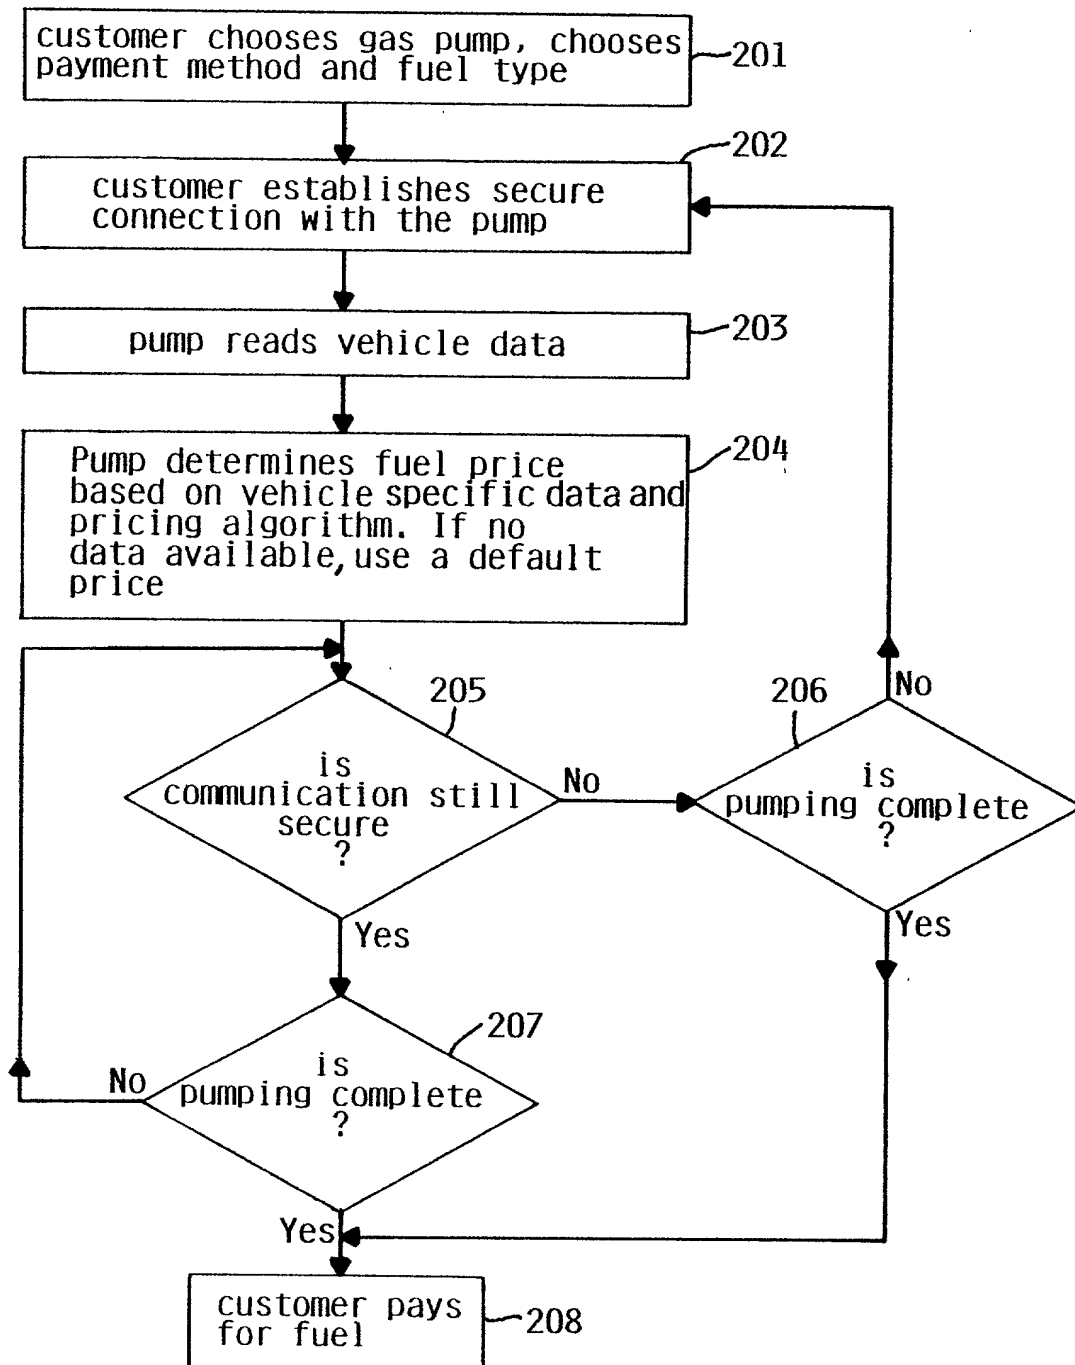 customer chooses gas pump, chooses
payment method and fuel type
201
202
customer establishes secure
connection with the pump
pump reads vehicle data
203
Pump determines fuel price
based on vehicle specific data and
pricing algorithm. If no
data available, use a default
price
204
205
is
communication still
secure
?
No
Yes
206
No
is
pumping complete
?
Yes
207
is
pumping complete
?
No
Yes
customer pays
for fuel
208